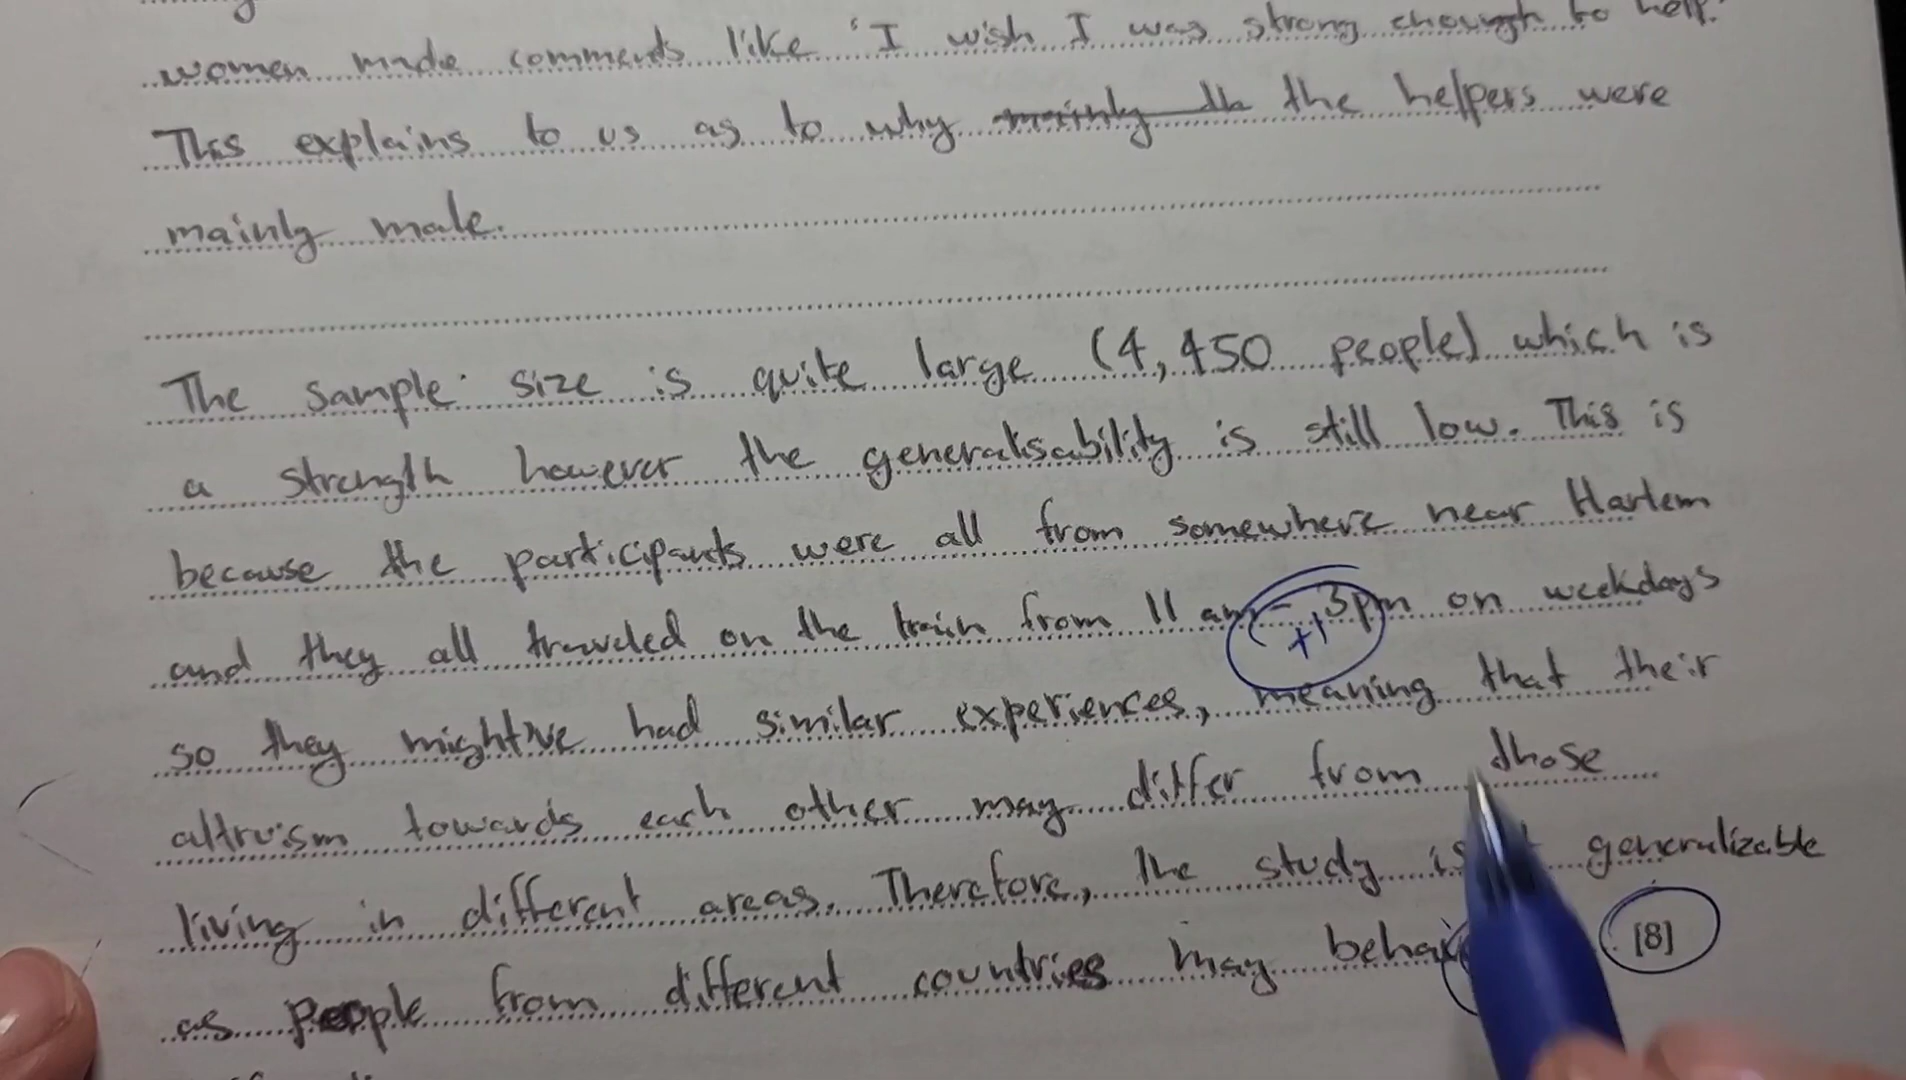 women made comments like 'I wish I was strong enough to help.'
This explains to us as to why mainly th the helpers were
mainly male.
The sample size is quite large (4,450 people) which is
a strength however the generalisability is still low. This is
because the participants were all from somewhere near Harlem
and they all traveled on the train from 11 am - 3pm on weekdays
+1
so they might've had similar experiences, meaning that their
altruism towards each other may differ from those
living in different areas. Therefore, the study generalizable
as people from different countries may
[8]